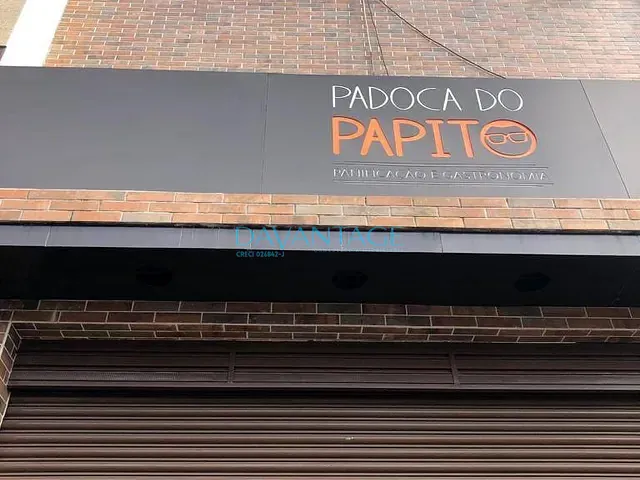 PADOCA DO
PAPITO
PANIFICAÇÃO E GASTRONOMIA
DAVANTAGE
CRECI 026842-J